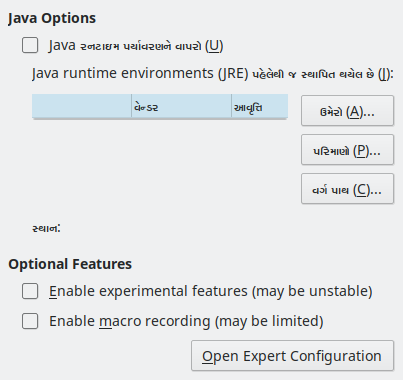 Java Options
Java રનટાઇમ પર્યાવરણને વાપરો (U)
Java runtime environments (JRE) પહેલેથી જ સ્થાપિત થયેલ છે (J):
વેન્ડર આવૃત્તિ
ઉમેરો (A)...
પરિમાણો (P)...
વર્ગ પાથ (C)...
સ્થાન:
Optional Features
Enable experimental features (may be unstable)
Enable macro recording (may be limited)
Open Expert Configuration